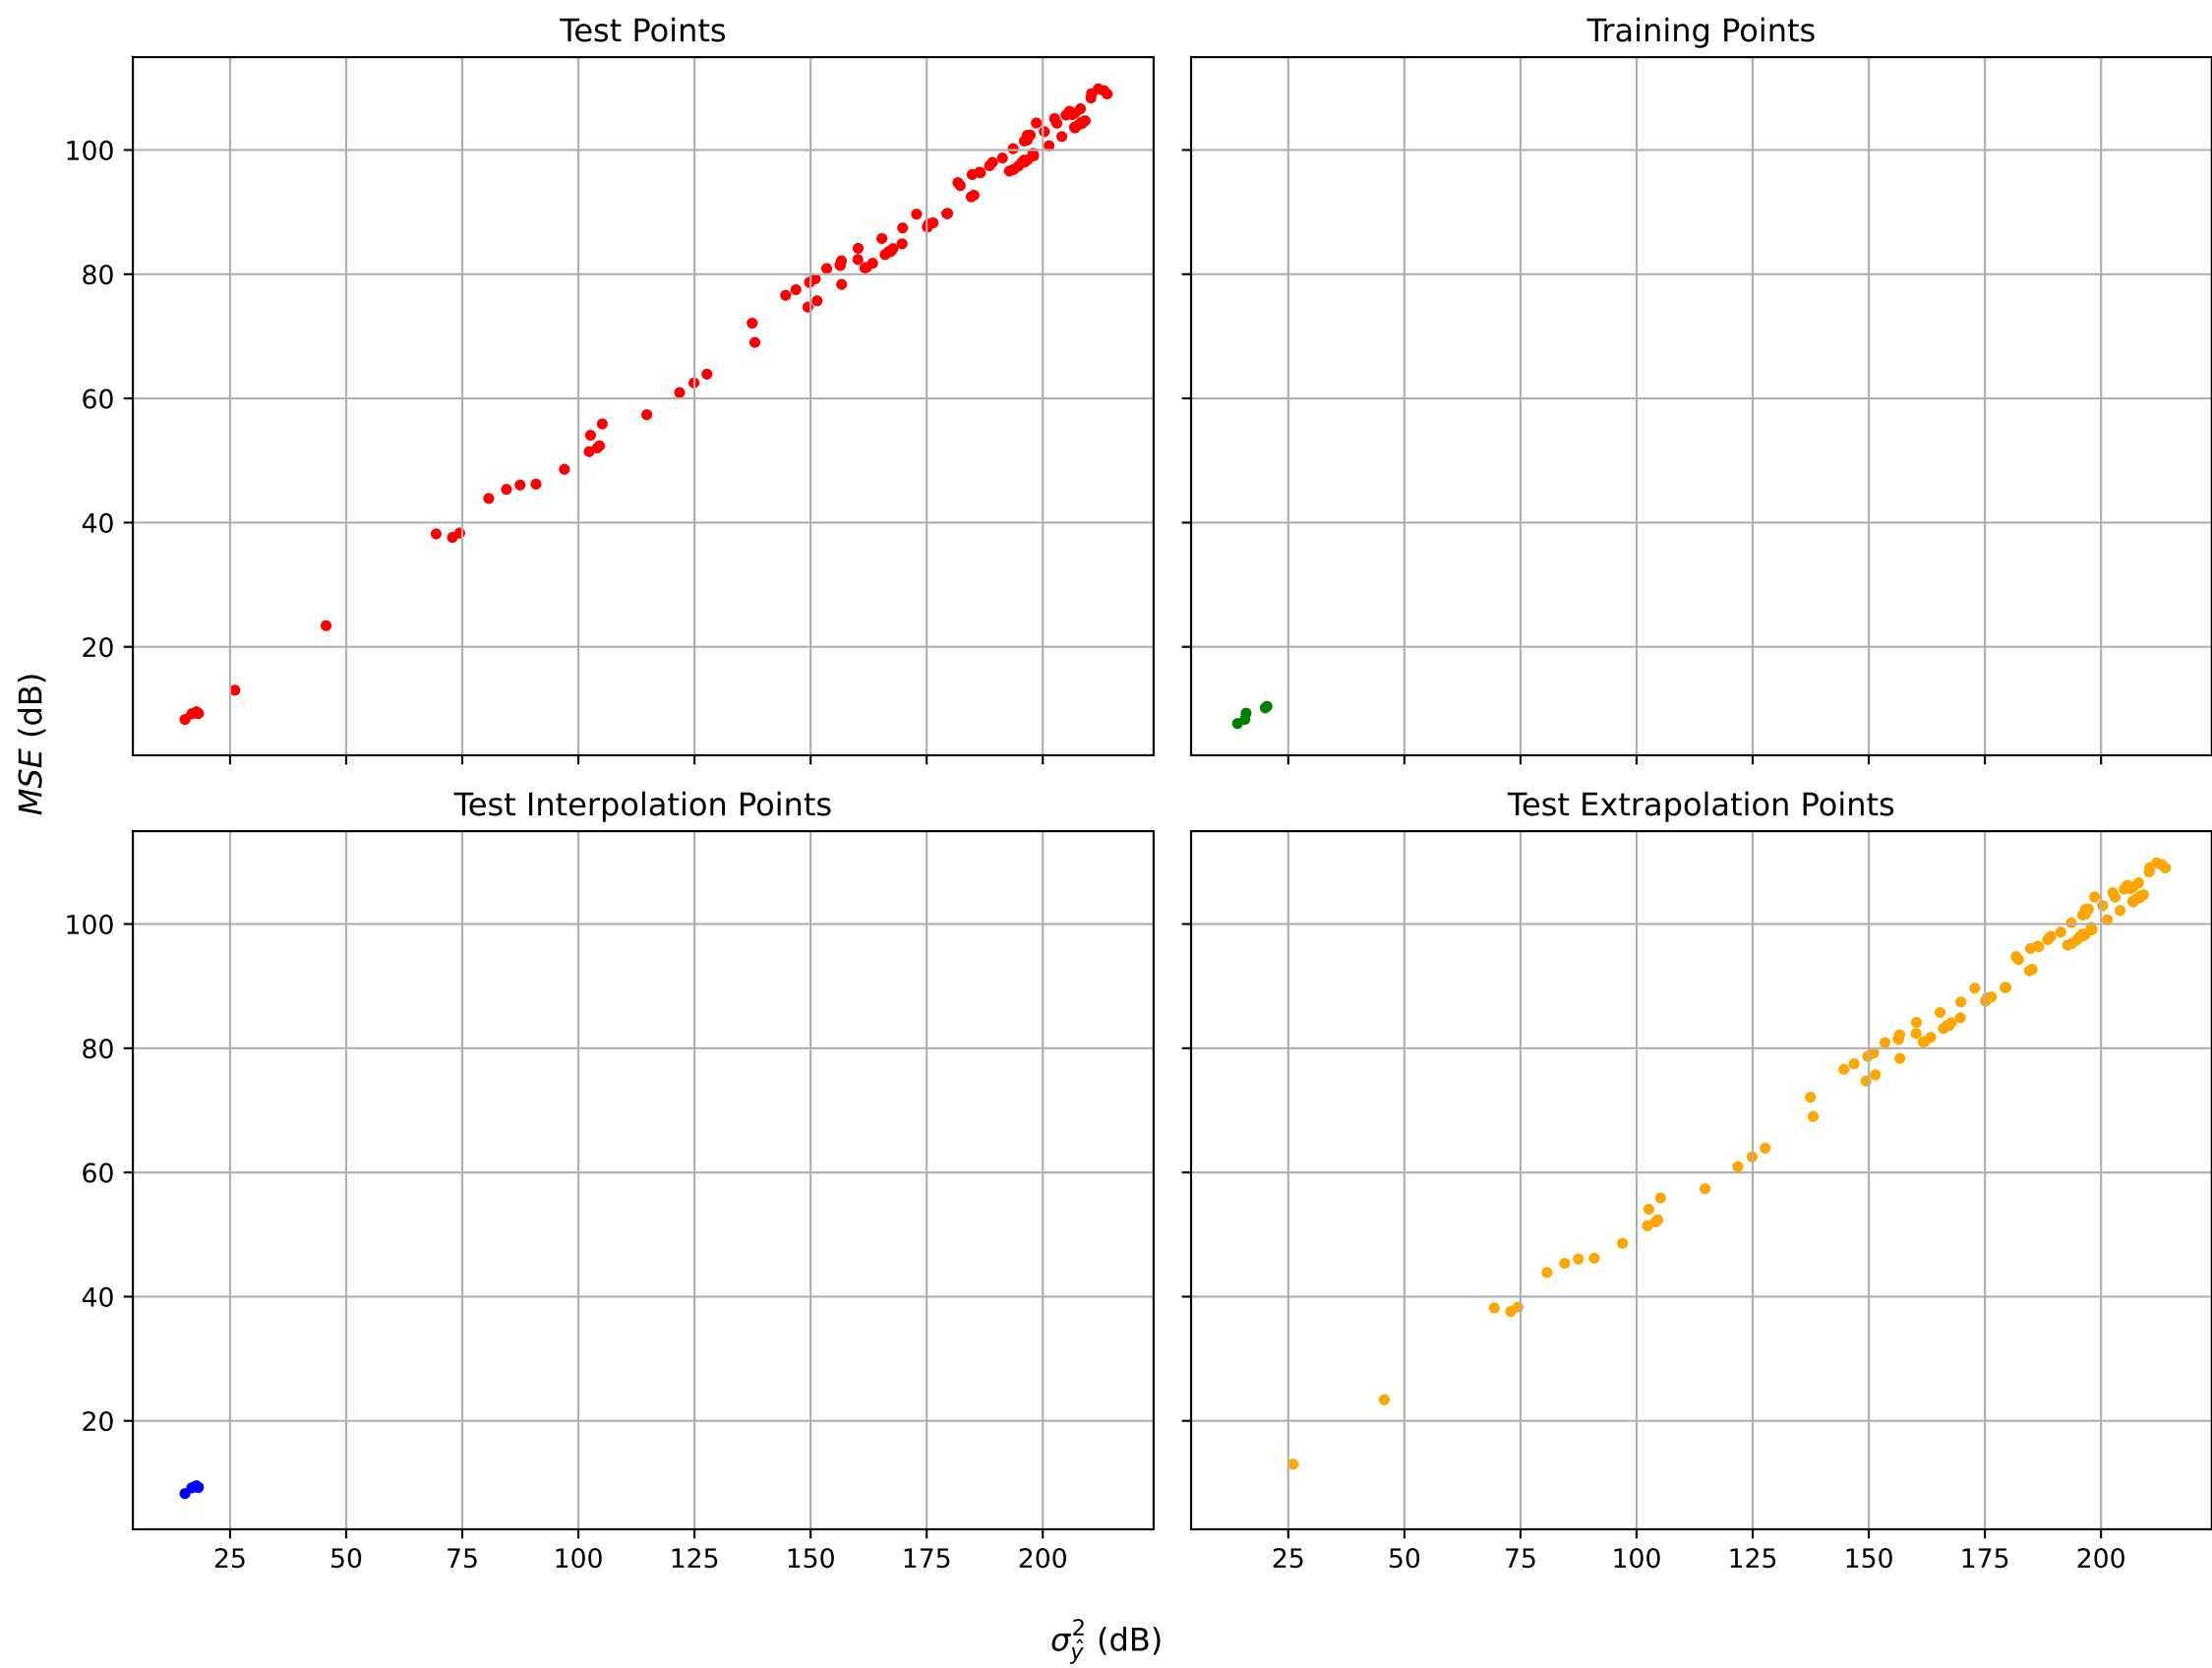 Test Points
Training Points
100
80
60
40
20
MSE (dB)
Test Interpolation Points
Test Extrapolation Points
100
80
60
40
20
25 50 75 100 125 150 175 200
25 50 75 100 125 150 175 200
σ²_ŷ (dB)